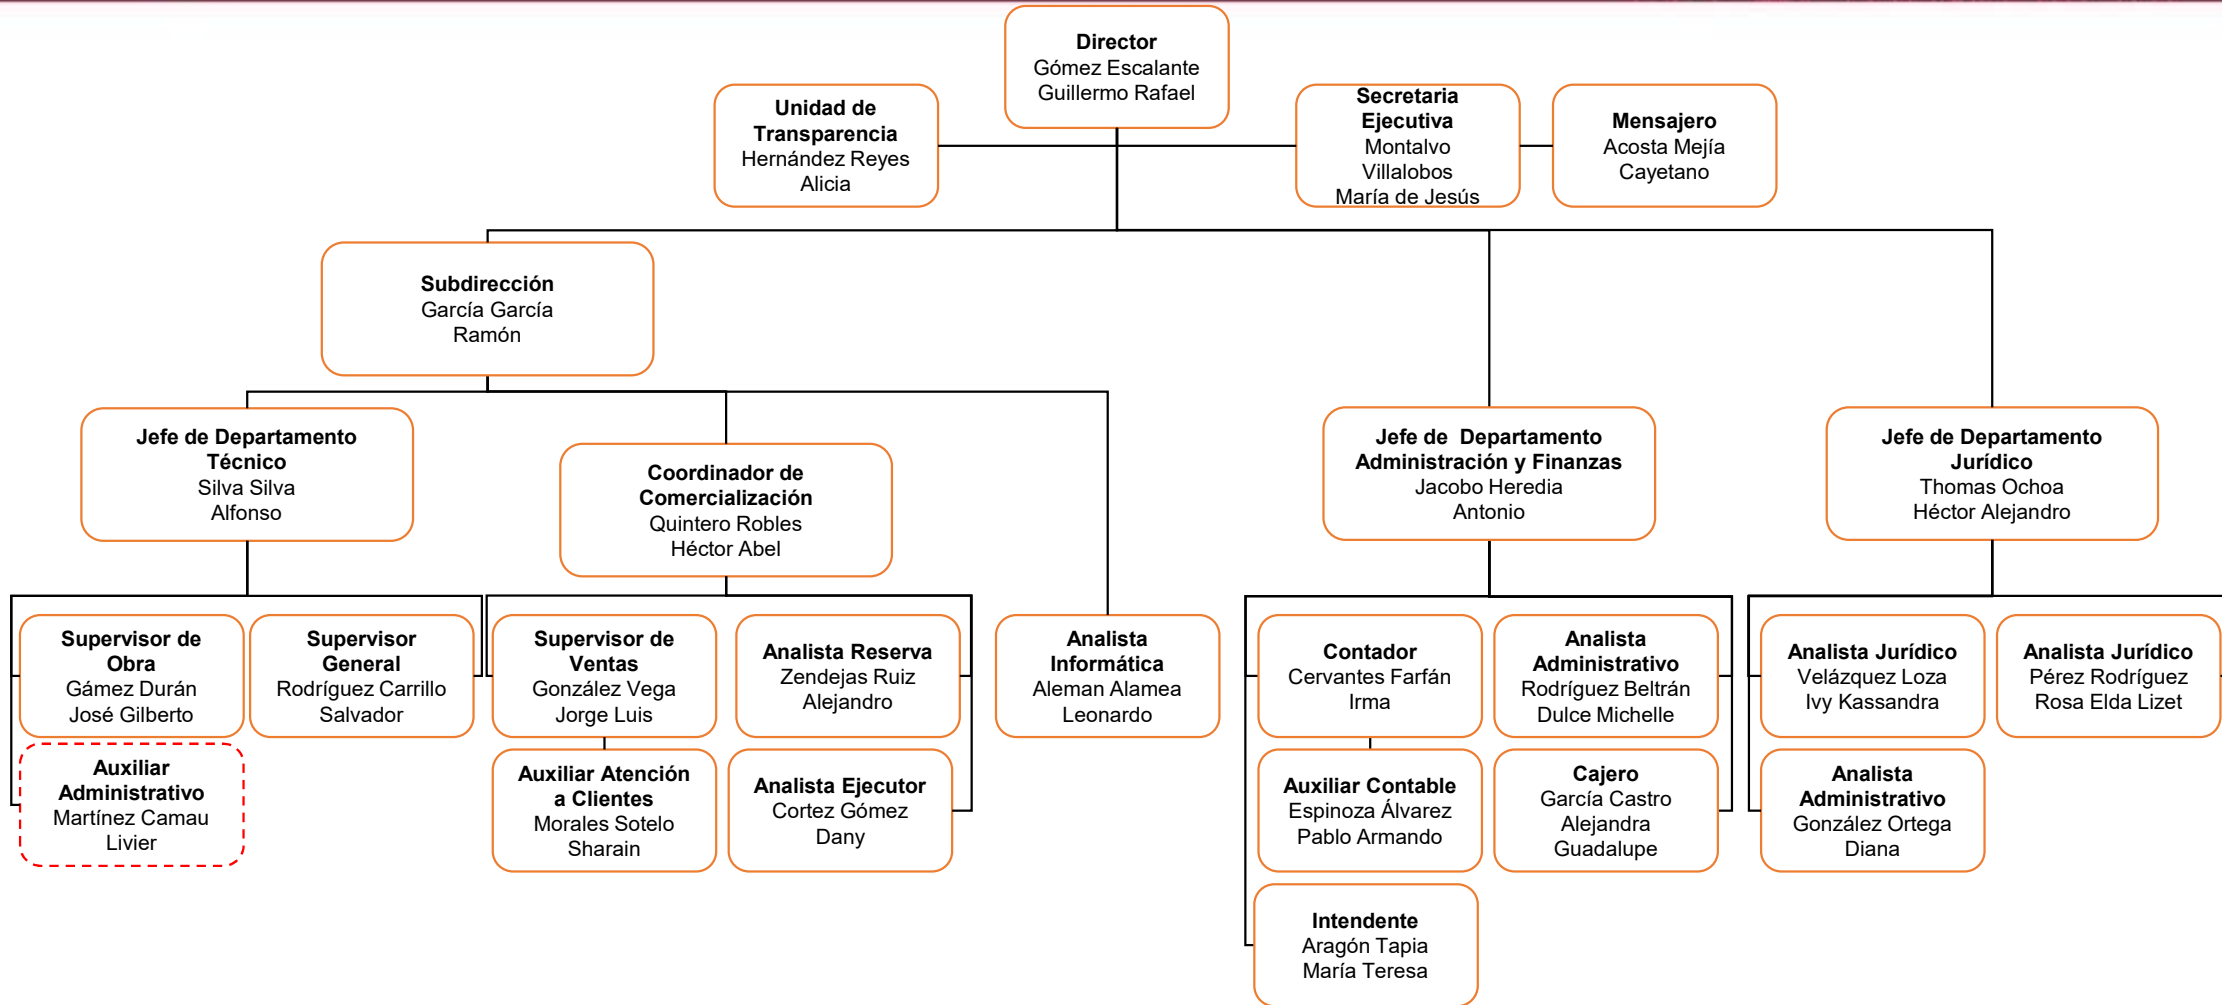 Director
Gómez Escalante
Guillermo Rafael
Unidad de
Transparencia
Hernández Reyes
Alicia
Secretaria
Ejecutiva
Montalvo
Villalobos
María de Jesús
Mensajero
Acosta Mejía
Cayetano
Subdirección
García García
Ramón
Jefe de Departamento
Técnico
Silva Silva
Alfonso
Coordinador de
Comercialización
Quintero Robles
Héctor Abel
Jefe de  Departamento
Administración y Finanzas
Jacobo Heredia
Antonio
Jefe de Departamento
Jurídico
Thomas Ochoa
Héctor Alejandro
Supervisor de
Obra
Gámez Durán
José Gilberto
Supervisor
General
Rodríguez Carrillo
Salvador
Supervisor de
Ventas
González Vega
Jorge Luis
Analista Reserva
Zendejas Ruiz
Alejandro
Analista
Informática
Aleman Alamea
Leonardo
Contador
Cervantes Farfán
Irma
Analista
Administrativo
Rodríguez Beltrán
Dulce Michelle
Analista Jurídico
Velázquez Loza
Ivy Kassandra
Analista Jurídico
Pérez Rodríguez
Rosa Elda Lizet
Auxiliar
Administrativo
Martínez Camau
Livier
Auxiliar Atención
a Clientes
Morales Sotelo
Sharain
Analista Ejecutor
Cortez Gómez
Dany
Auxiliar Contable
Espinoza Álvarez
Pablo Armando
Cajero
García Castro
Alejandra
Guadalupe
Analista
Administrativo
González Ortega
Diana
Intendente
Aragón Tapia
María Teresa